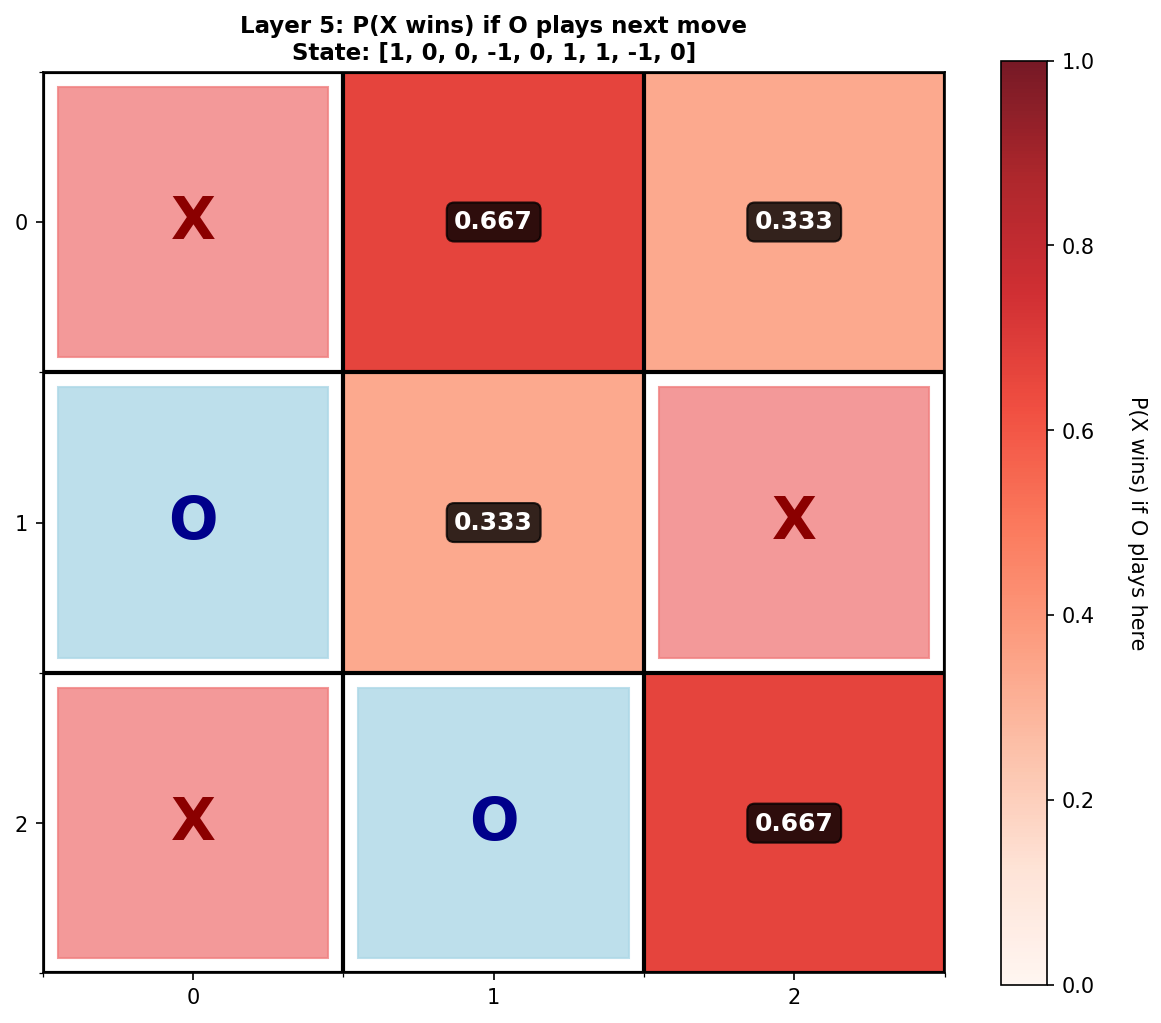 Layer 5: P(X wins) if O plays next move
State: [1, 0, 0, -1, 0, 1, 1, -1, 0]
0
X
0.667
0.333
1
O
0.333
X
2
X
O
0.667
0
1
2
1.0
0.8
0.6
0.4
0.2
0.0
P(X wins) if O plays here